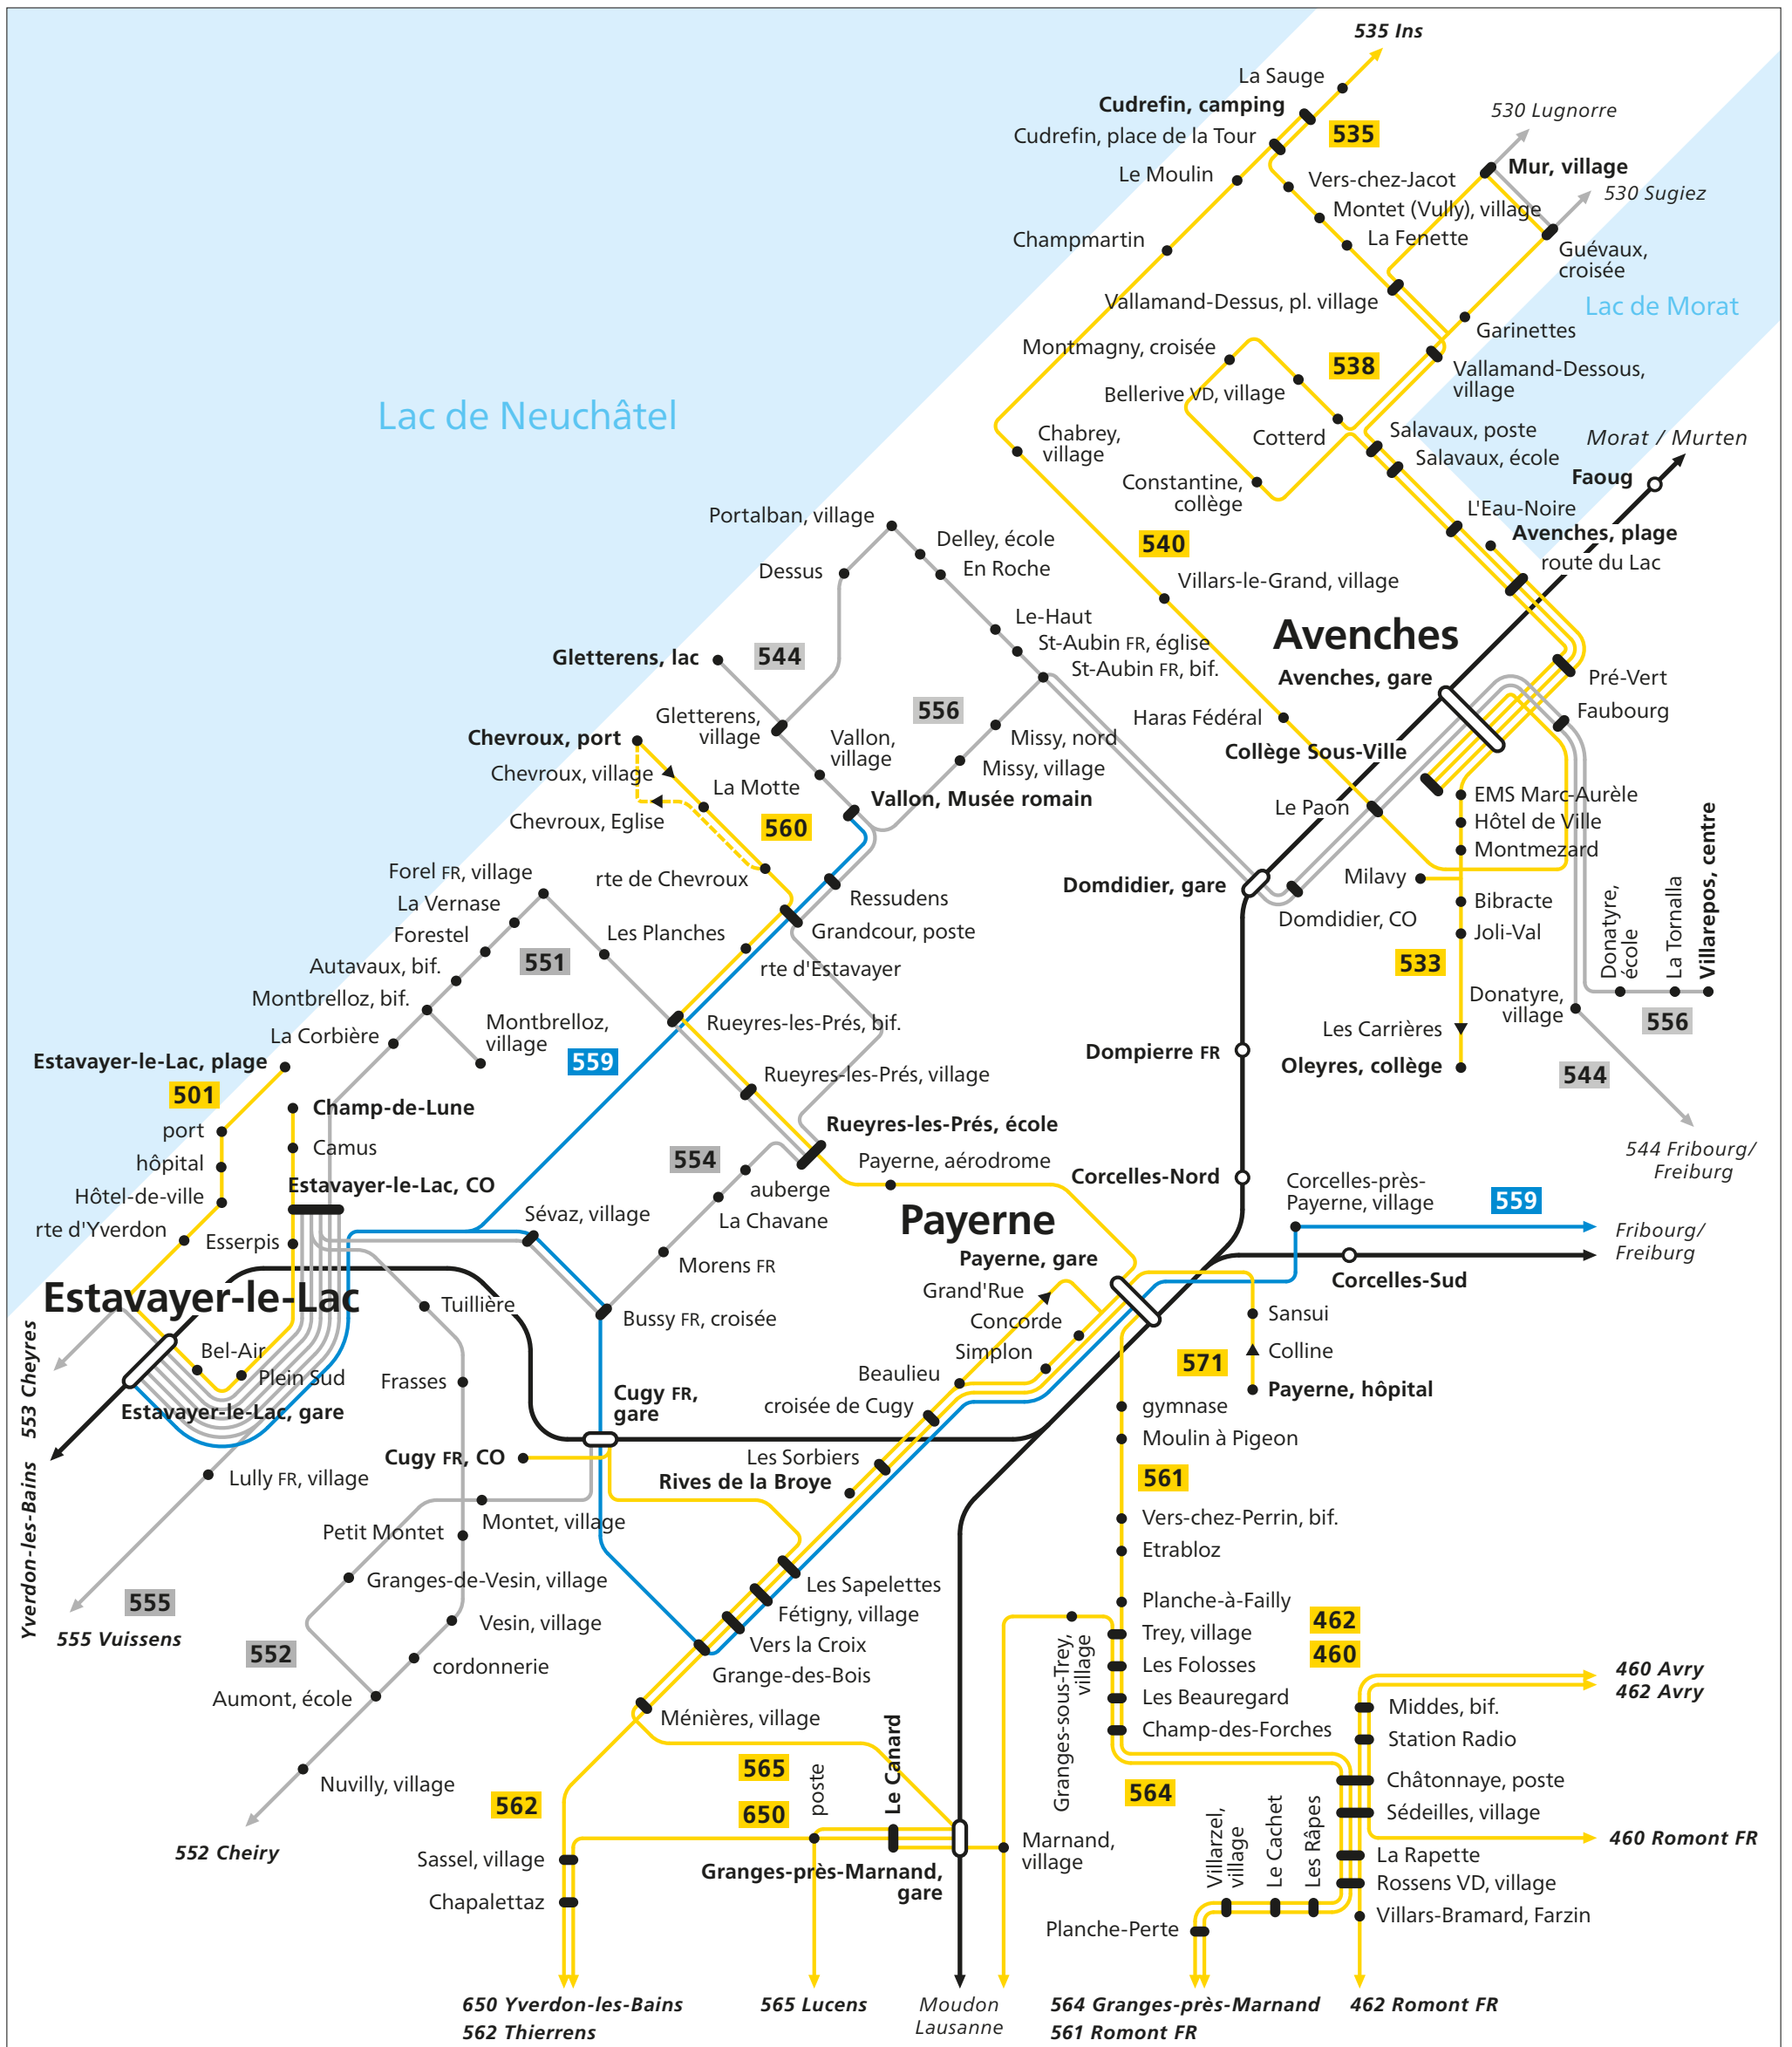 535 Ins
La Sauge
Cudrefin, camping
Cudrefin, place de la Tour
535
530 Lugnorre
Le Moulin
Vers-chez-Jacot
Mur, village
Montet (Vully), village
530 Sugiez
La Fenette
Champmartin
Guévaux,
croisée
Vallamand-Dessus, pl. village
Lac de Morat
Garinettes
Montmagny, croisée
538
Vallamand-Dessous,
village
Bellerive VD, village
Lac de Neuchâtel
Chabrey,
village
Cotterd
Salavaux, poste
Morat / Murten
Salavaux, école
Faoug
Constantine,
collège
L'Eau-Noire
Portalban, village
Avenches, plage
Delley, école
540
route du Lac
Dessus
En Roche
Villars-le-Grand, village
Le-Haut
Avenches
St-Aubin FR, église
Gletterens, lac
544
St-Aubin FR, bif.
Avenches, gare
Pré-Vert
Gletterens,
village
556
Haras Fédéral
Faubourg
Chevroux, port
Vallon,
village
Missy, nord
Collège Sous-Ville
Chevroux, village
Missy, village
La Motte
Vallon, Musée romain
EMS Marc-Aurèle
Le Paon
Chevroux, Eglise
560
Hôtel de Ville
Montmezard
Villarepos, centre
Forel FR, village
rte de Chevroux
Domdidier, gare
Milavy
La Vernase
Ressudens
Bibracte
Domdidier, CO
Donatyre,
école
La Tornalla
Forestel
Les Planches
Grandcour, poste
Joli-Val
Autavaux, bif.
551
rte d'Estavayer
533
Montbrelloz, bif.
Donatyre,
village
Montbrelloz,
village
Rueyres-les-Prés, bif.
Les Carrières
556
La Corbière
Estavayer-le-Lac, plage
559
Dompierre FR
Oleyres, collège
501
Rueyres-les-Prés, village
544
Champ-de-Lune
port
Camus
Rueyres-les-Prés, école
hôpital
554
Payerne, aérodrome
544 Fribourg/
Freiburg
Estavayer-le-Lac, CO
auberge
Corcelles-Nord
Corcelles-près-
Payerne, village
Hôtel-de-ville
Sévaz, village
La Chavane
559
rte d'Yverdon
Esserpis
Payerne
Fribourg/
Freiburg
Morens FR
Payerne, gare
Corcelles-Sud
Estavayer-le-Lac
Grand'Rue
Tuillière
Bussy FR, croisée
Concorde
Sansui
553 Cheyres
Bel-Air
Simplon
Colline
571
Plein Sud
Frasses
Beaulieu
Payerne, hôpital
Estavayer-le-Lac, gare
Cugy FR,
gare
croisée de Cugy
gymnase
Moulin à Pigeon
Cugy FR, CO
Les Sorbiers
Yverdon-les-Bains
Lully FR, village
Rives de la Broye
561
Montet, village
Vers-chez-Perrin, bif.
Petit Montet
Etrabloz
Granges-de-Vesin, village
Les Sapelettes
555
Planche-à-Failly
555 Vuissens
Vesin, village
Fétigny, village
462
Trey, village
552
Vers la Croix
Granges-sous-Trey,
village
460
Les Folosses
cordonnerie
Grange-des-Bois
460 Avry
462 Avry
Aumont, école
Les Beauregard
Middes, bif.
Ménières, village
Champ-des-Forches
Station Radio
Le Canard
565
poste
Châtonnaye, poste
Nuvilly, village
564
562
650
Sédeilles, village
460 Romont FR
552 Cheiry
Sassel, village
Granges-près-Marnand,
gare
Marnand,
village
Villarzel,
village
Le Cachet
Les Râpes
La Rapette
Rossens VD, village
Chapalettaz
Villars-Bramard, Farzin
Planche-Perte
650 Yverdon-les-Bains
562 Thierrens
565 Lucens
Moudon
Lausanne
564 Granges-près-Marnand
561 Romont FR
462 Romont FR